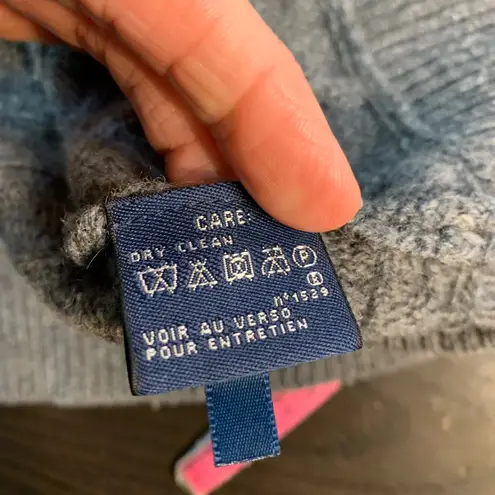 CARE:
DRY CLEAN
P
n°1529
VOIR AU VERSO
POUR ENTRETIEN